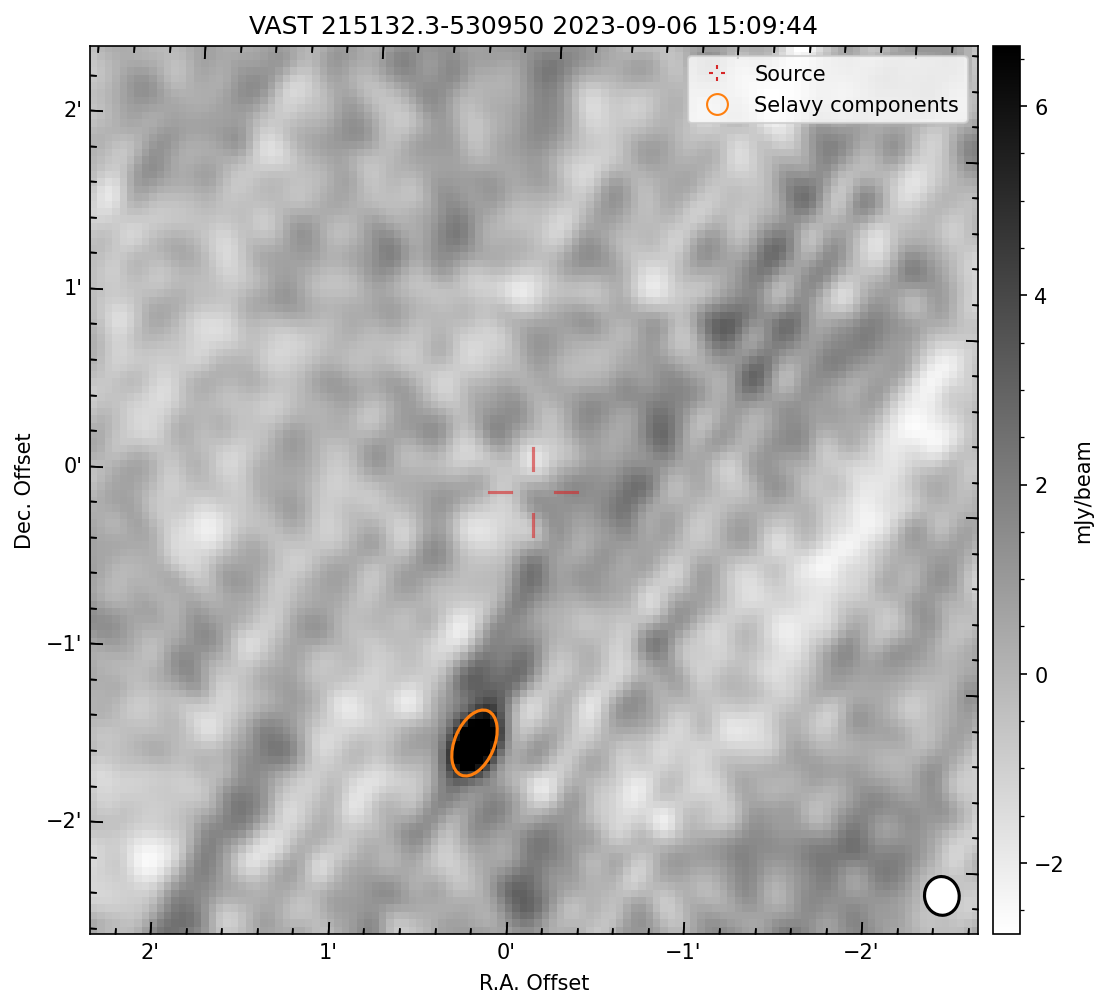 VAST 215132.3-530950 2023-09-06 15:09:44
Source
Selavy components
2'
1'
0'
−1'
−2'
Dec. Offset
2'
1'
0'
−1'
−2'
R.A. Offset
6
4
2
0
−2
mJy/beam